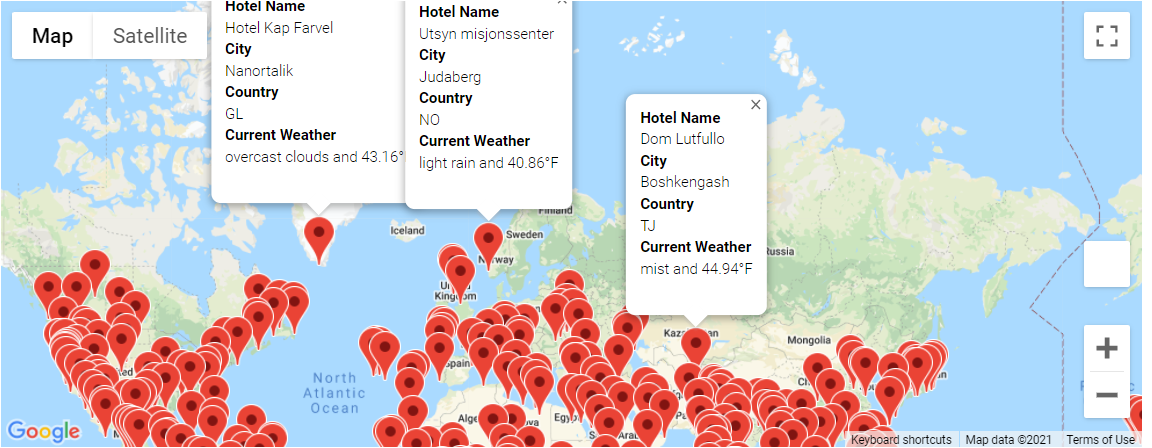 Map
Satellite
Hotel Name
Hotel Kap Farvel
City
Nanortalik
Country
GL
Current Weather
overcast clouds and 43.16°
Hotel Name
Utsyn misjonssenter
City
Judaberg
Country
NO
Current Weather
light rain and 40.86°F
Hotel Name
Dom Lutfullo
City
Boshkengash
Country
TJ
Current Weather
mist and 44.94°F
Iceland
Finland
Sweden
Norway
Russia
United
Kingdom
Spain
Mongolia
North
Atlantic
Ocean
Google
Keyboard shortcuts
Map data ©2021
Terms of Use